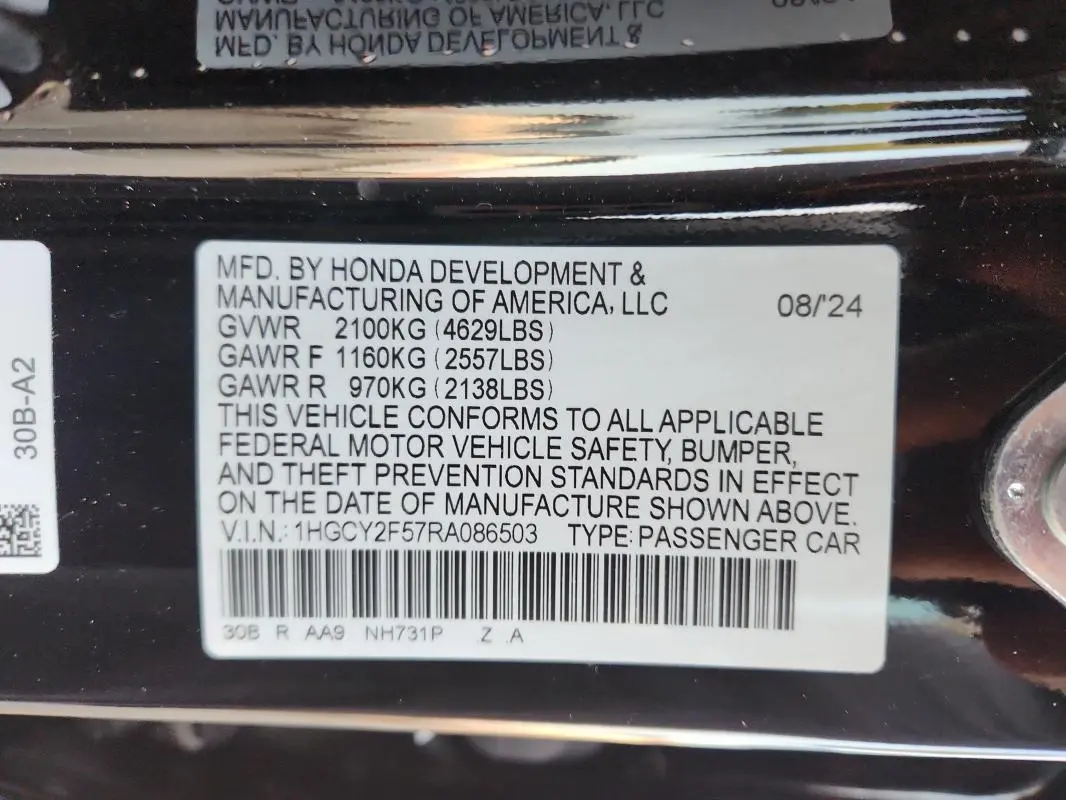 MANUFACTURING OF AMERICA, LLC
MFD. BY HONDA DEVELOPMENT &
30B-A2
MFD. BY HONDA DEVELOPMENT &
MANUFACTURING OF AMERICA, LLC 08/'24
GVWR 2100KG (4629LBS)
GAWR F 1160KG (2557LBS)
GAWR R 970KG (2138LBS)
THIS VEHICLE CONFORMS TO ALL APPLICABLE
FEDERAL MOTOR VEHICLE SAFETY, BUMPER,
AND THEFT PREVENTION STANDARDS IN EFFECT
ON THE DATE OF MANUFACTURE SHOWN ABOVE.
V.I.N.: 1HGCY2F57RA086503 TYPE: PASSENGER CAR
30B R AA9 NH731P Z .A